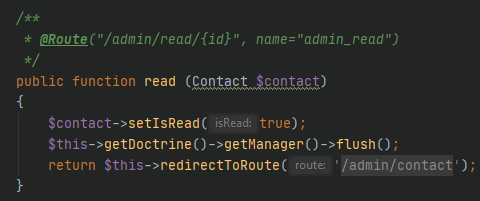 /**
 * @Route("/admin/read/{id}", name="admin_read")
 */
public function read (Contact $contact)
{
    $contact->setIsRead( isRead: true);
    $this->getDoctrine()->getManager()->flush();
    return $this->redirectToRoute( route: '/admin/contact');
}